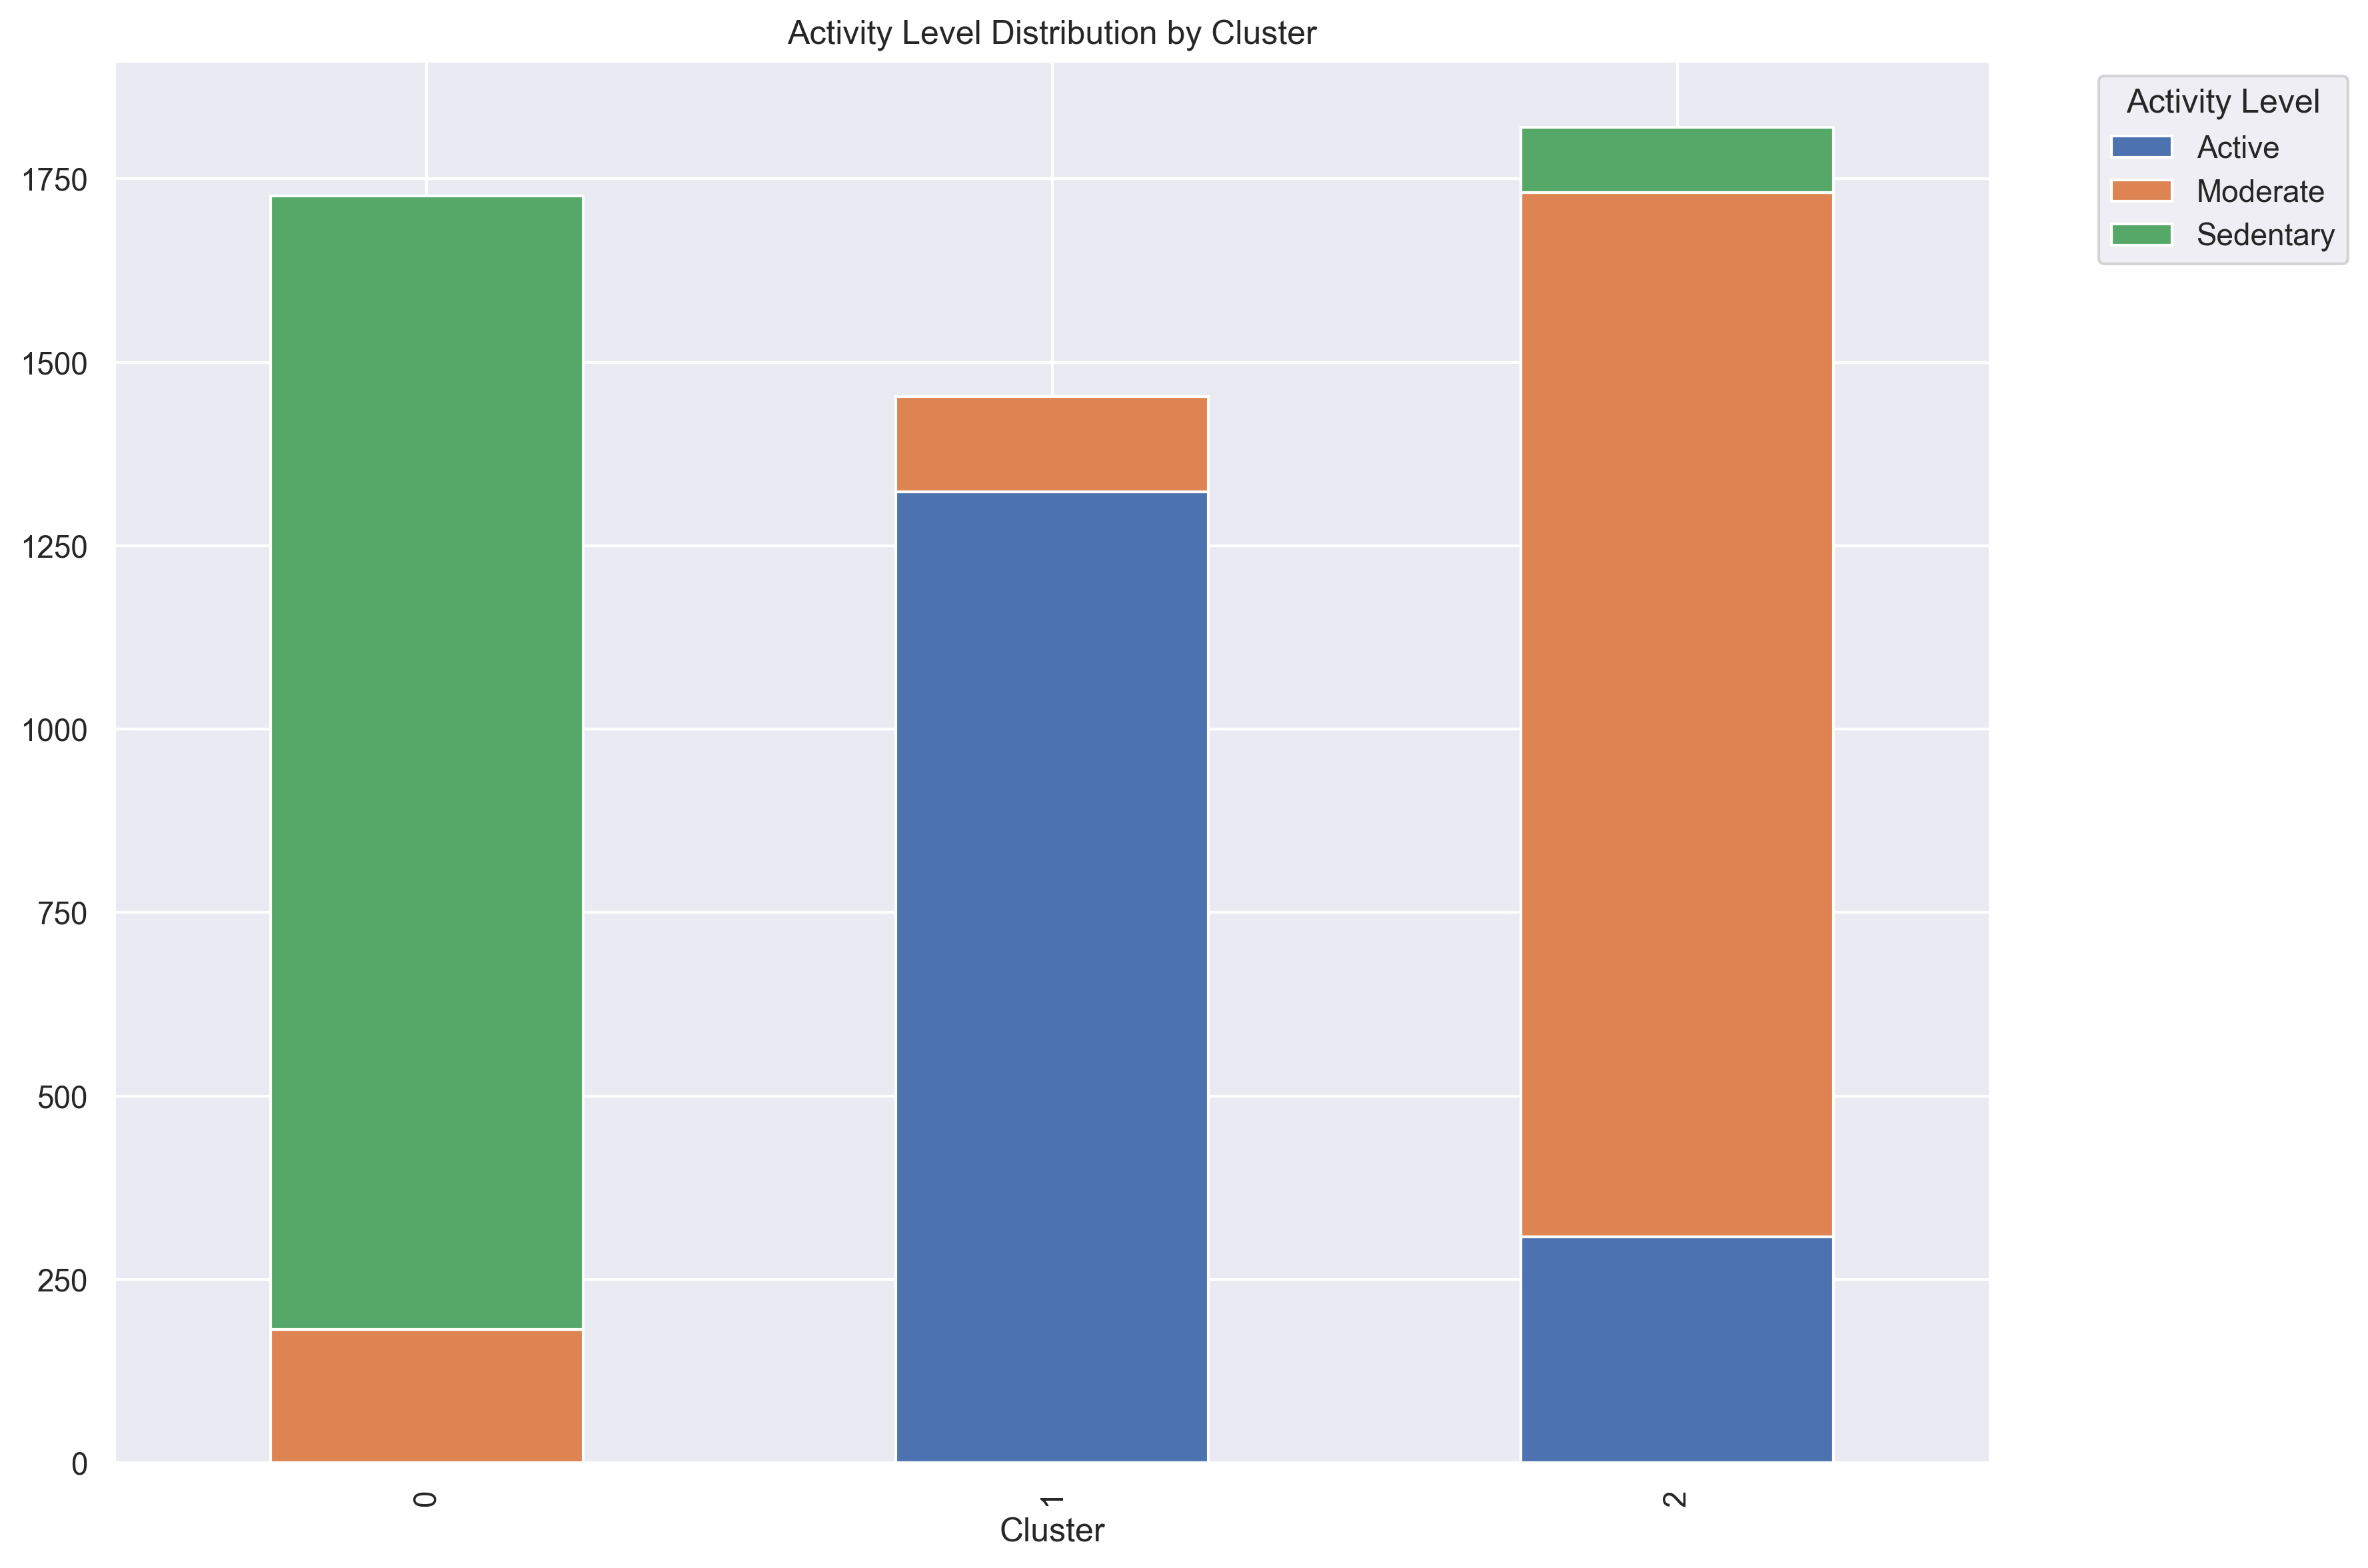 Activity Level Distribution by Cluster
Activity Level
Active
Moderate
Sedentary
1750
1500
1250
1000
750
500
250
0
0
1
2
Cluster